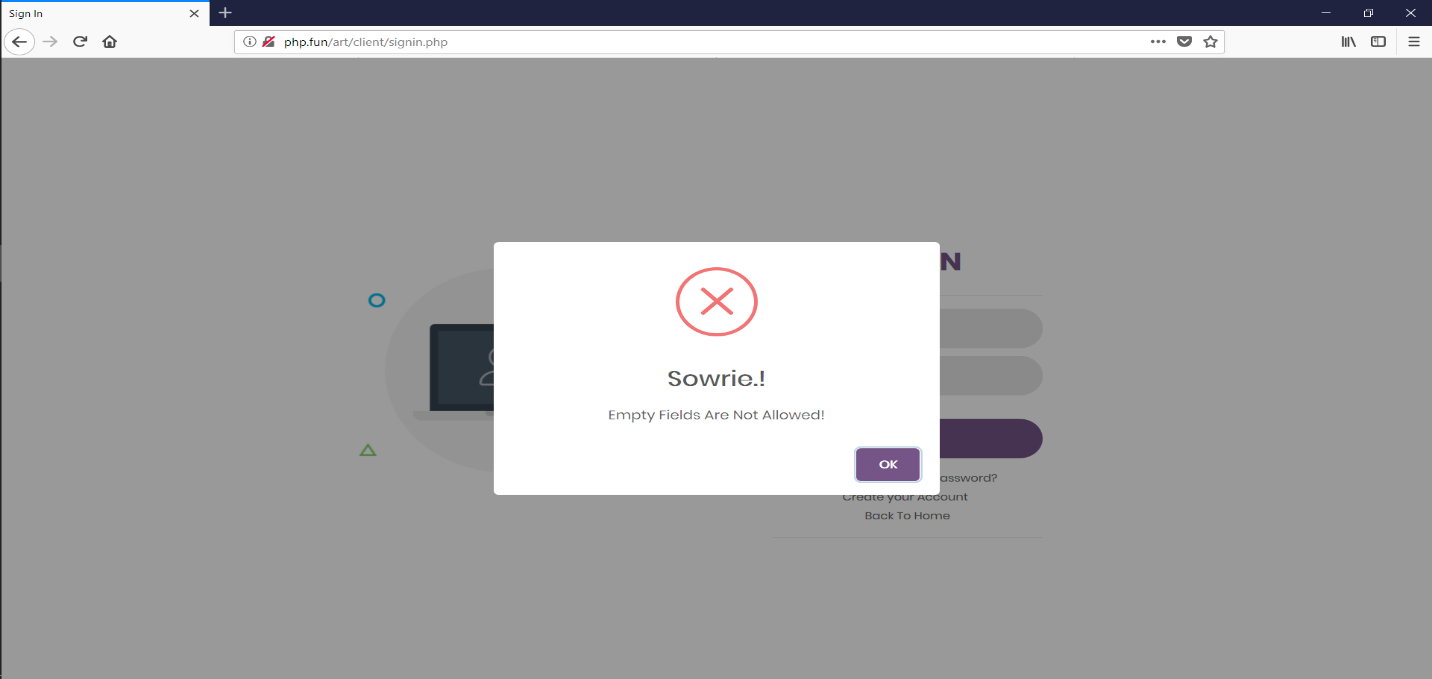 Sign In
php.fun/art/client/signin.php
N
Sowrie.!
Empty Fields Are Not Allowed!
OK
assword?
Create your Account
Back To Home